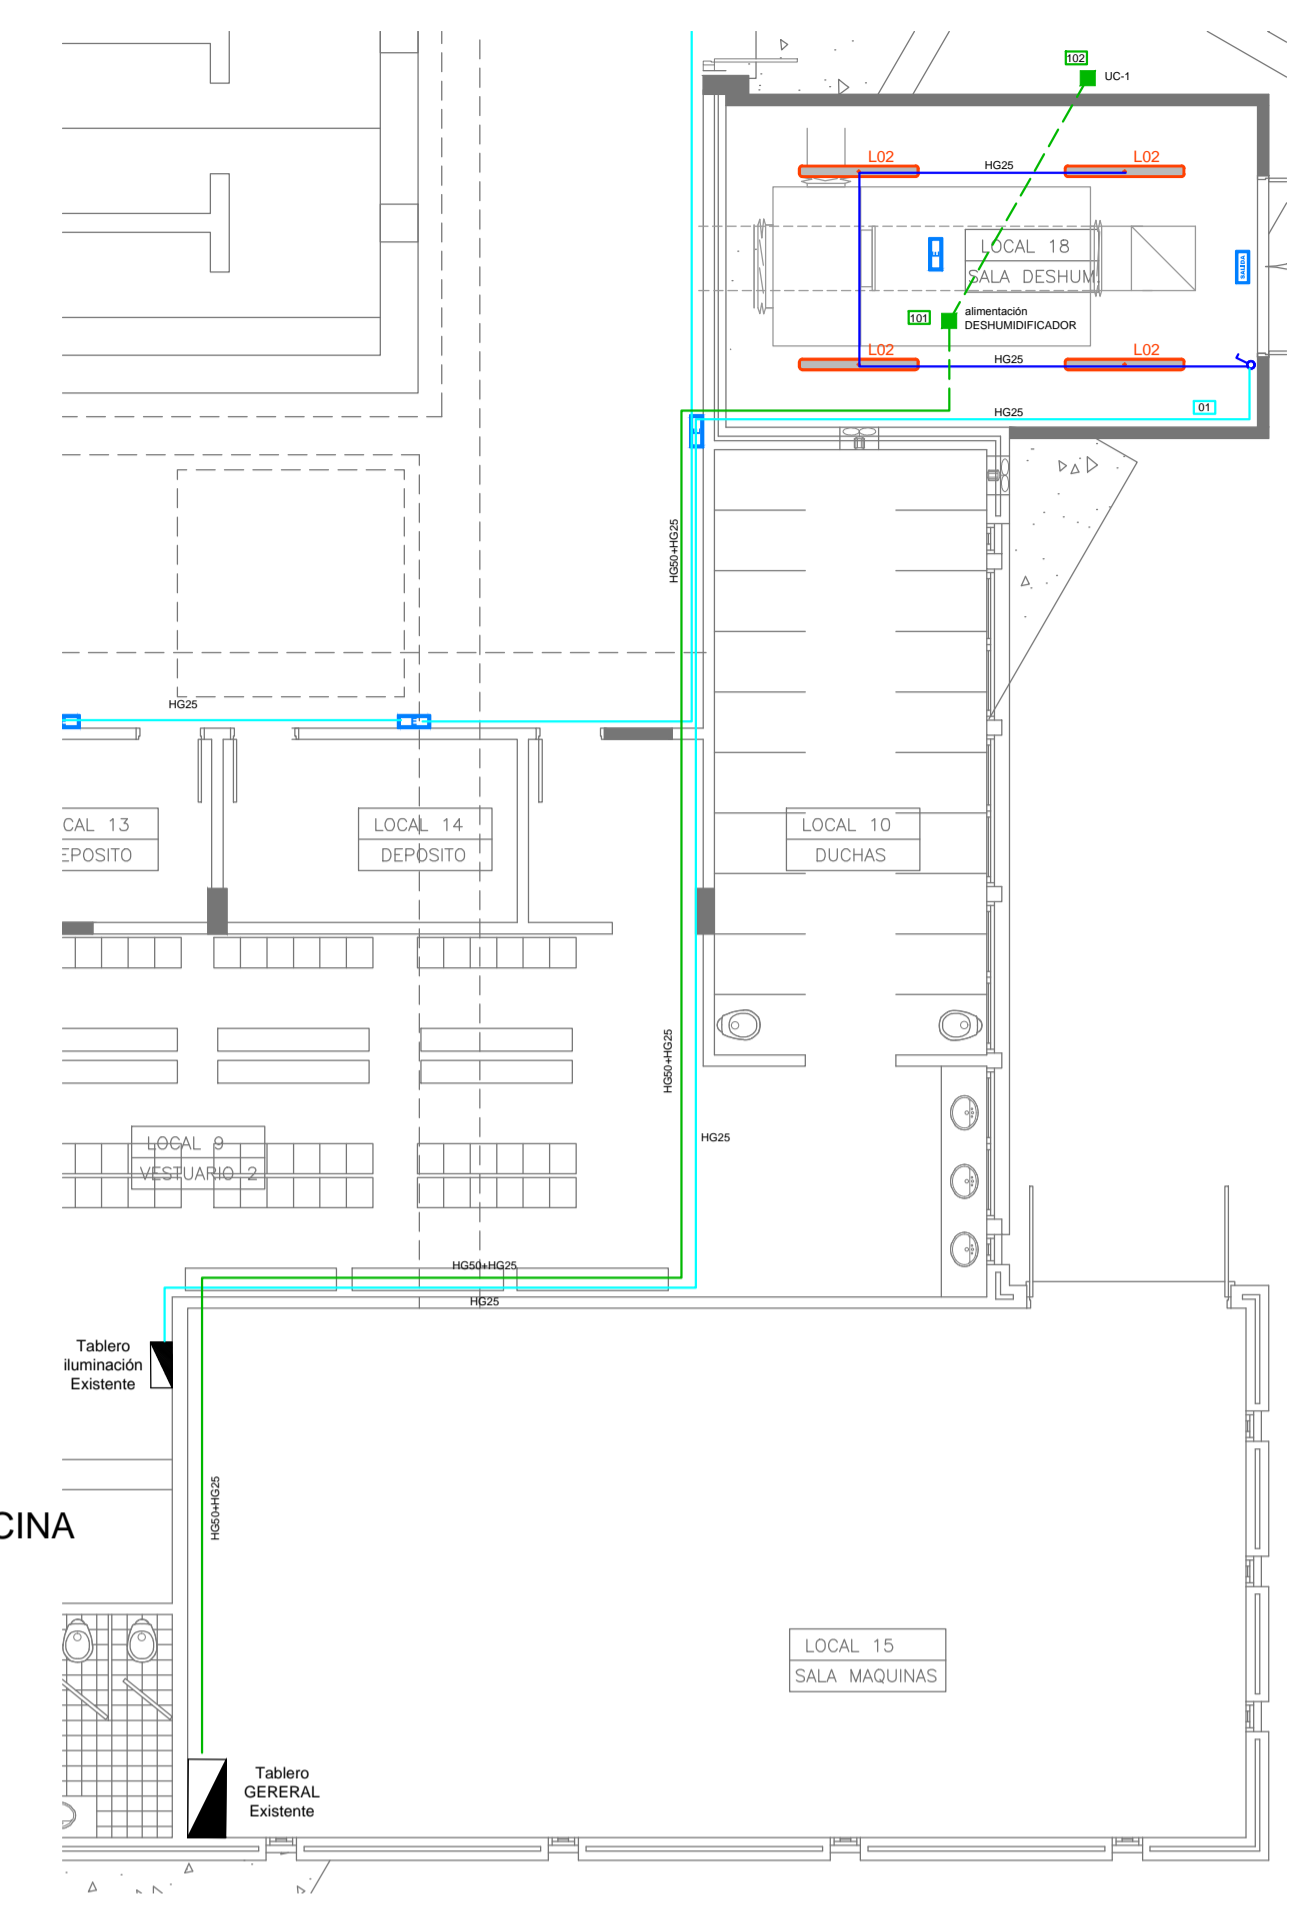 102
UC-1
L02
L02
HG25
LOCAL 18
SALA DESHUM.
E
SALIDA
101
alimentación
DESHUMIDIFICADOR
L02
L02
HG25
01
HG25
E
HG50+HG25
HG25
E
CAL 13
EPOSITO
LOCAL 14
DEPOSITO
LOCAL 10
DUCHAS
HG50+HG25
HG25
LOCAL 9
VESTUARIO 2
HG50+HG25
HG25
Tablero
iluminación
Existente
HG50+HG25
CINA
LOCAL 15
SALA MAQUINAS
Tablero
GERERAL
Existente